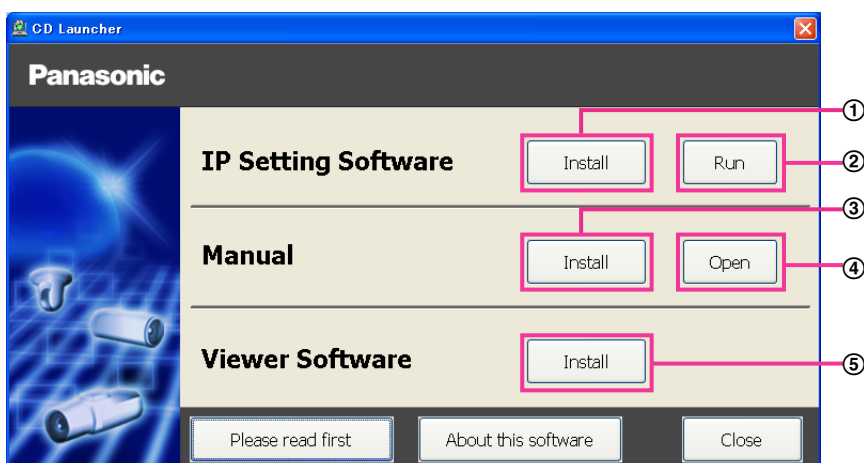 CD Launcher
Panasonic
①
IP Setting Software Install Run ②
③
Manual Install Open ④
Viewer Software Install ⑤
Please read first About this software Close